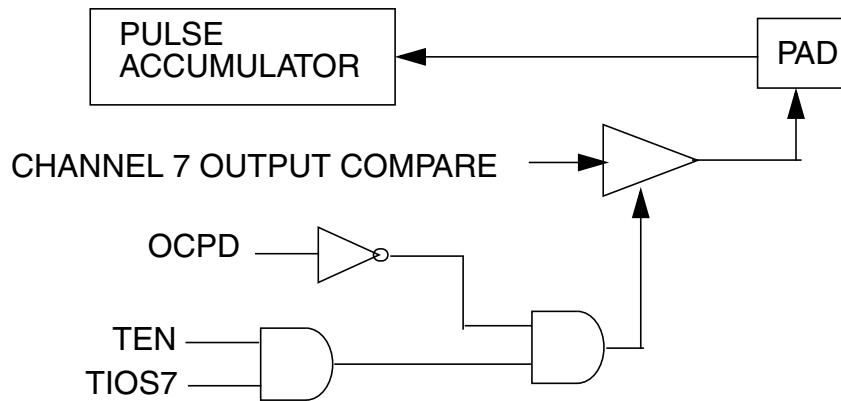 PULSE
ACCUMULATOR
PAD
CHANNEL 7 OUTPUT COMPARE
OCPD
TEN
TIOS7